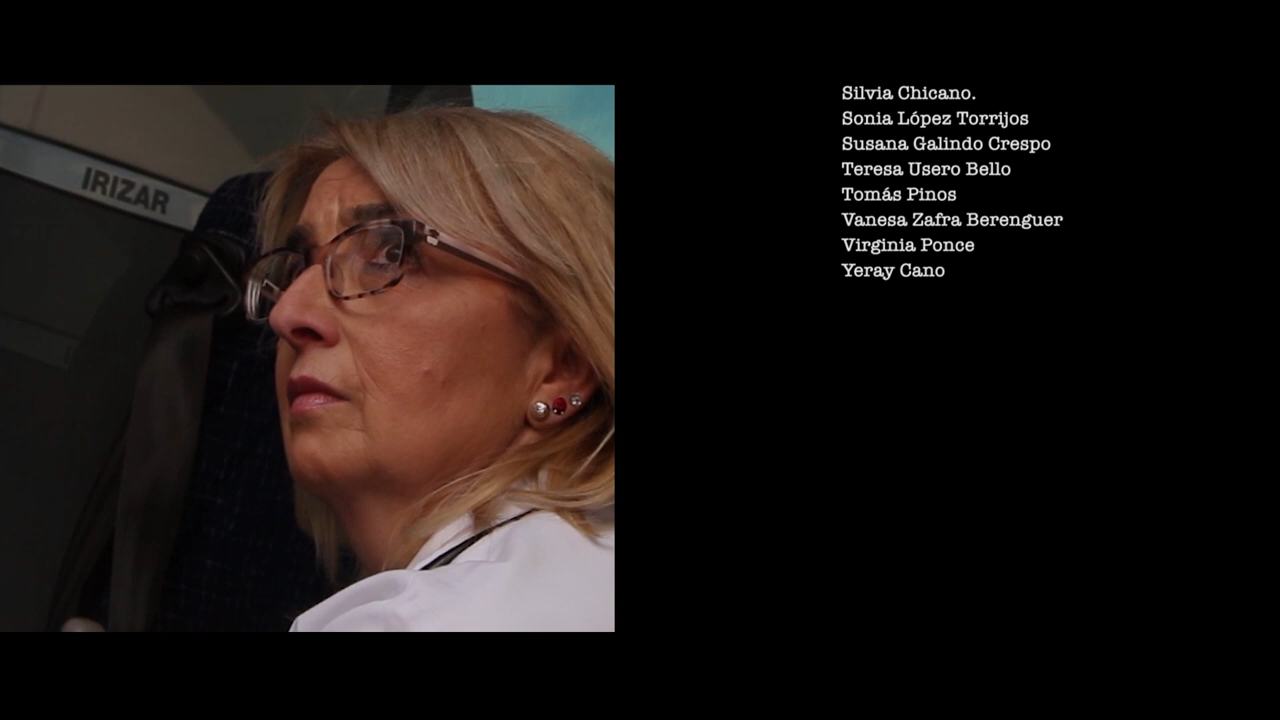 IRIZAR
Silvia Chicano.
Sonia López Torrijos
Susana Galindo Crespo
Teresa Usero Bello
Tomás Pinos
Vanesa Zafra Berenguer
Virginia Ponce
Yeray Cano